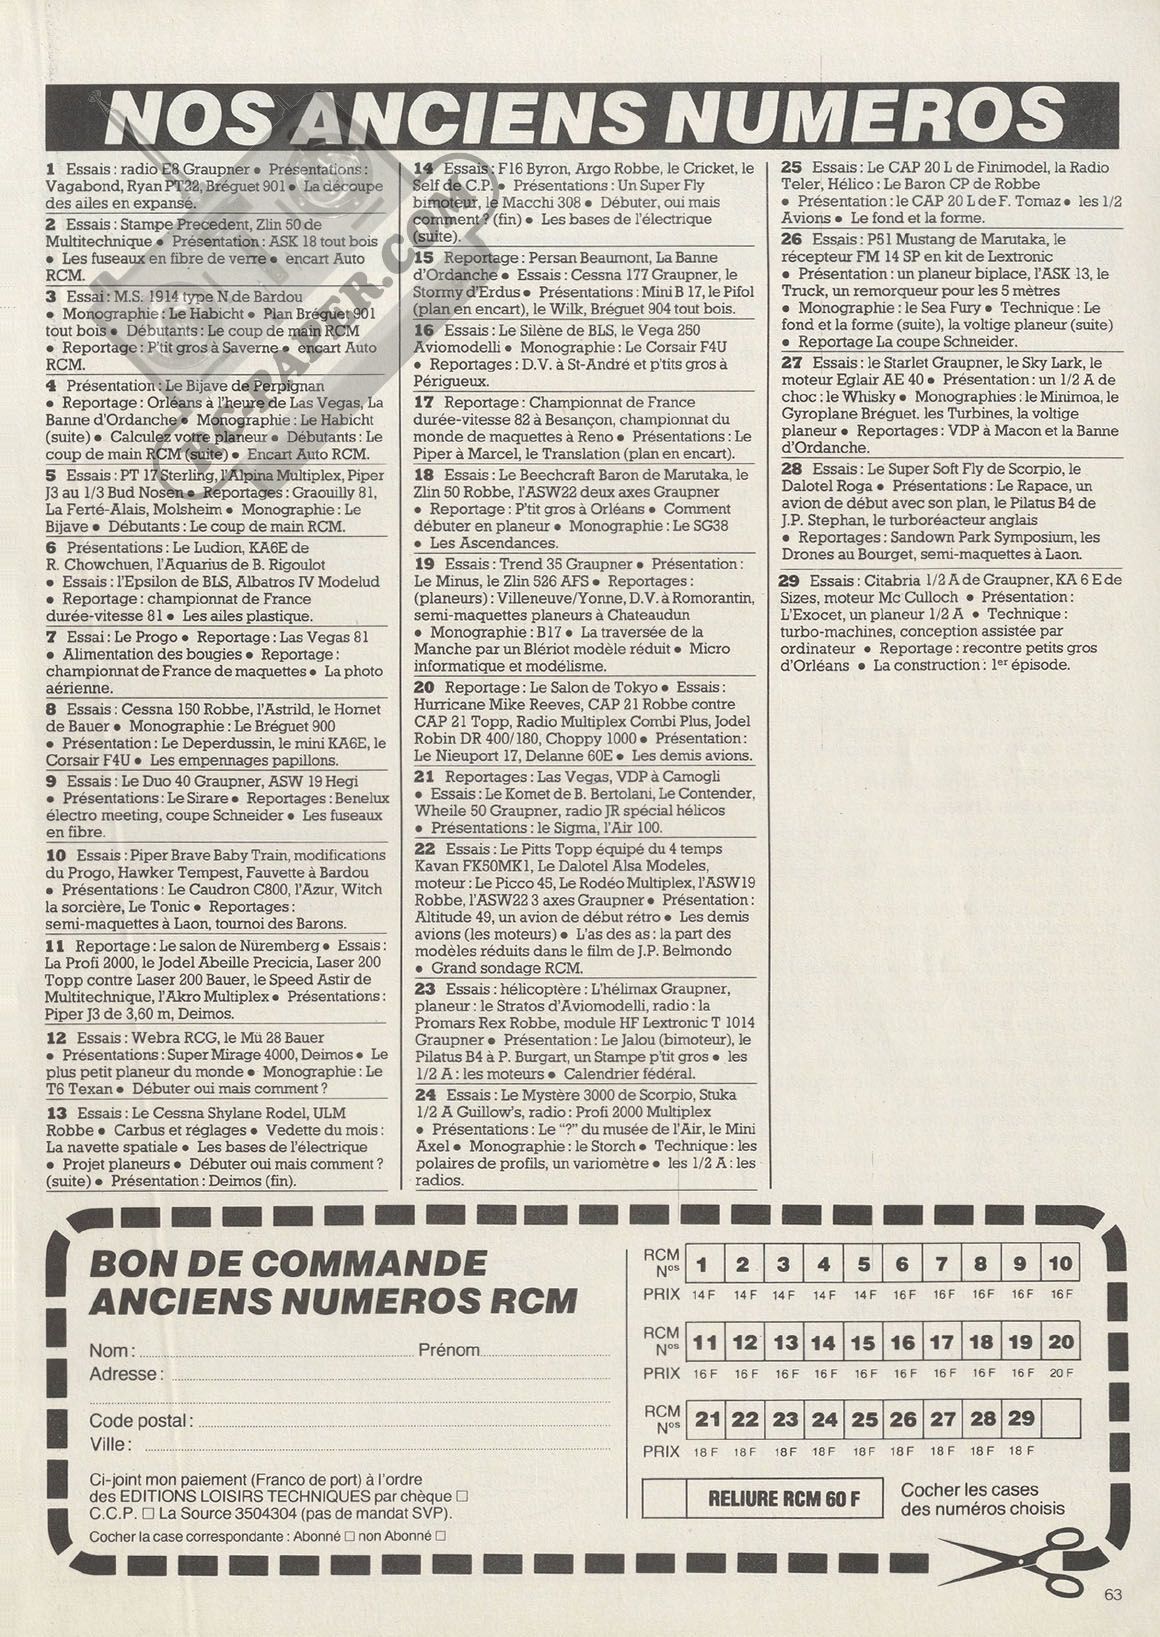 NOS ANCIENS NUMEROS
1 Essais : radio E8 Graupner • Présentations :
Vagabond, Ryan PT22, Bréguet 901 • La découpe
des ailes en expansé.
2 Essais : Stampe Precedent, Zlin 50 de
Multitechnique • Présentation : ASK 18 tout bois
• Les fuseaux en fibre de verre • encart Auto
RCM.
3 Essai : M.S. 1914 type N de Bardou
• Monographie : Le Habicht • Plan Bréguet 901
tout bois • Débutants : Le coup de main RCM
• Reportage : P'tit gros à Saverne • encart Auto
RCM.
4 Présentation : Le Bijave de Perpignan
• Reportage : Orléans à l'heure de Las Vegas, La
Banne d'Ordanche • Monographie : Le Habicht
(suite) • Calculez votre planeur • Débutants : Le
coup de main RCM (suite) • Encart Auto RCM.
5 Essais : PT 17 Sterling, l'Alpina Multiplex, Piper
J3 au 1/3 Bud Nosen • Reportages : Graouilly 81,
La Ferté-Alais, Molsheim • Monographie : Le
Bijave • Débutants : Le coup de main RCM.
6 Présentations : Le Ludion, KA6E de
R. Chowchuen, l'Aquarius de B. Rigoulot
• Essais : l'Epsilon de BLS, Albatros IV Modelud
• Reportage : championnat de France
durée-vitesse 81 • Les ailes plastique.
7 Essai : Le Progo • Reportage : Las Vegas 81
• Alimentation des bougies • Reportage :
championnat de France de maquettes • La photo
aérienne.
8 Essais : Cessna 150 Robbe, l'Astrild, le Hornet
de Bauer • Monographie : Le Bréguet 900
• Présentation : Le Deperdussin, le mini KA6E, le
Corsair F4U • Les empennages papillons.
9 Essai : Le Duo 40 Graupner, ASW 19 Hegi
• Présentations : Le Sirare • Reportages : Benelux
électro meeting, coupe Schneider • Les fuseaux
en fibre.
10 Essais : Piper Brave Baby Train, modifications
du Progo, Hawker Tempest, Fauvette à Bardou
• Présentations : Le Caudron C800, l'Azur, Witch
la sorcière, Le Tonic • Reportages :
semi-maquettes à Laon, tournoi des Barons.
11 Reportage : Le salon de Nüremberg • Essais :
La Profi 2000, le Jodel Abeille Precicia, Laser 200
Topp contre Laser 200 Bauer, le Speed Astir de
Multitechnique, l'Akro Multiplex • Présentations :
Piper J3 de 3,60 m, Deimos.
12 Essais : Webra RCG, le Mü 28 Bauer
• Présentations : Super Mirage 4000, Deimos • Le
plus petit planeur du monde • Monographie : Le
T6 Texan • Débuter oui mais comment ?
13 Essais : Le Cessna Shylane Rodel, ULM
Robbe • Carbus et réglages • Vedette du mois :
La navette spatiale • Les bases de l'électrique
• Projet planeurs • Débuter oui mais comment ?
(suite) • Présentation : Deimos (fin).
14 Essais : F16 Byron, Argo Robbe, le Cricket, le
Self de C.P. • Présentations : Un Super Fly
bimoteur, le Macchi 308 • Débuter, oui mais
comment ? (fin) • Les bases de l'électrique
(suite).
15 Reportage : Persan Beaumont, La Banne
d'Ordanche • Essais : Cessna 177 Graupner, le
Stormy d'Erdus • Présentations : Mini B 17, le Pifol
(plan en encart), le Wilk, Bréguet 904 tout bois.
16 Essais : Le Silène de BLS, le Vega 250
Aviomodelli • Monographie : Le Corsair F4U
• Reportages : D.V. à St-André et p'tits gros à
Périgueux.
17 Reportage : Championnat de France
durée-vitesse 82 à Besançon, championnat du
monde de maquettes à Reno • Présentations : Le
Piper à Marcel, le Translation (plan en encart).
18 Essais : Le Beechcraft Baron de Marutaka, le
Zlin 50 Robbe, l'ASW22 deux axes Graupner
• Reportage : P'tit gros à Orléans • Comment
débuter en planeur • Monographie : Le SG38
• Les Ascendances.
19 Essais : Trend 35 Graupner • Présentation :
Le Minus, le Zlin 526 AFS • Reportages :
(planeurs) : Villeneuve/Yonne, D.V. à Romorantin,
semi-maquettes planeurs à Chateaudun
• Monographie : B17 • La traversée de la
Manche par un Blériot modèle réduit • Micro
informatique et modélisme.
20 Reportage : Le Salon de Tokyo • Essais :
Hurricane Mike Reeves, CAP 21 Robbe contre
CAP 21 Topp, Radio Multiplex Combi Plus, Jodel
Robin DR 400/180, Choppy 1000 • Présentation :
Le Nieuport 17, Delanne 60E • Les demis avions.
21 Reportages : Las Vegas, VDP à Camogli
• Essais : Le Komet de B. Bertolani, Le Contender,
Wheile 50 Graupner, radio JR spécial hélicos
• Présentations : le Sigma, l'Air 100.
22 Essais : Le Pitts Topp équipé du 4 temps
Kavan FK50MK1, Le Dalotel Alsa Modeles,
moteur : Le Picco 45, Le Rodéo Multiplex, l'ASW19
Robbe, l'ASW22 3 axes Graupner • Présentation :
Altitude 49, un avion de début rétro • Les demis
avions (les moteurs) • L'as des as : la part des
modèles réduits dans le film de J.P. Belmondo
• Grand sondage RCM.
23 Essais : hélicoptère : L'hélimax Graupner,
planeur : le Stratos d'Aviomodelli, radio : la
Promars Rex Robbe, module HF Lextronic T 1014
Graupner • Présentation : Le Jalou (bimoteur), le
Pilatus B4 à P. Burgart, un Stampe p'tit gros • les
1/2 A : les moteurs • Calendrier fédéral.
24 Essais : Le Mystère 3000 de Scorpio, Stuka
1/2 A Guillow's, radio : Profi 2000 Multiplex
• Présentations : Le "?" du musée de l'Air, le Mini
Axel • Monographie : le Storch • Technique : les
polaires de profils, un variomètre • les 1/2 A : les
radios.
25 Essais : Le CAP 20 L de Finimodel, la Radio
Teler, Hélico : Le Baron CP de Robbe
• Présentation : le CAP 20 L de F. Tomaz • les 1/2
Avions • Le fond et la forme.
26 Essais : P51 Mustang de Marutaka, le
récepteur FM 14 SP en kit de Lextronic
• Présentation : un planeur biplace, l'ASK 13, le
Truck, un remorqueur pour les 5 mètres
• Monographie : le Sea Fury • Technique : Le
fond et la forme (suite), la voltige planeur (suite)
• Reportage La coupe Schneider.
27 Essais : le Starlet Graupner, le Sky Lark, le
moteur Eglair AE 40 • Présentation : un 1/2 A de
choc : le Whisky • Monographies : le Minimoa, le
Gyroplane Bréguet, les Turbines, la voltige
planeur • Reportages : VDP à Macon et la Banne
d'Ordanche.
28 Essais : Le Super Soft Fly de Scorpio, le
Dalotel Roga • Présentations : Le Rapace, un
avion de début avec son plan, le Pilatus B4 de
J.P. Stephan, le turboréacteur anglais
• Reportages : Sandown Park Symposium, les
Drones au Bourget, semi-maquettes à Laon.
29 Essais : Citabria 1/2 A de Graupner, KA 6 E de
Sizes, moteur Mc Culloch • Présentation :
L'Exocet, un planeur 1/2 A • Technique :
turbo-machines, conception assistée par
ordinateur • Reportage : recontre petits gros
d'Orléans • La construction : 1er épisode.
RC-PAPER.COM
BON DE COMMANDE
ANCIENS NUMEROS RCM
Nom : Prénom
Adresse :
Code postal :
Ville :
Ci-joint mon paiement (Franco de port) à l'ordre
des EDITIONS LOISIRS TECHNIQUES par chèque □
C.C.P. □ La Source 3504304 (pas de mandat SVP).
Cocher la case correspondante : Abonné □ non Abonné □
RCM Nos 1 2 3 4 5 6 7 8 9 10
PRIX 14 F 14 F 14 F 14 F 14 F 16 F 16 F 16 F 16 F 16 F
RCM Nos 11 12 13 14 15 16 17 18 19 20
PRIX 16 F 16 F 16 F 16 F 16 F 16 F 16 F 16 F 16 F 20 F
RCM Nos 21 22 23 24 25 26 27 28 29
PRIX 18 F 18 F 18 F 18 F 18 F 18 F 18 F 18 F 18 F
RELIURE RCM 60 F
Cocher les cases
des numéros choisis
63